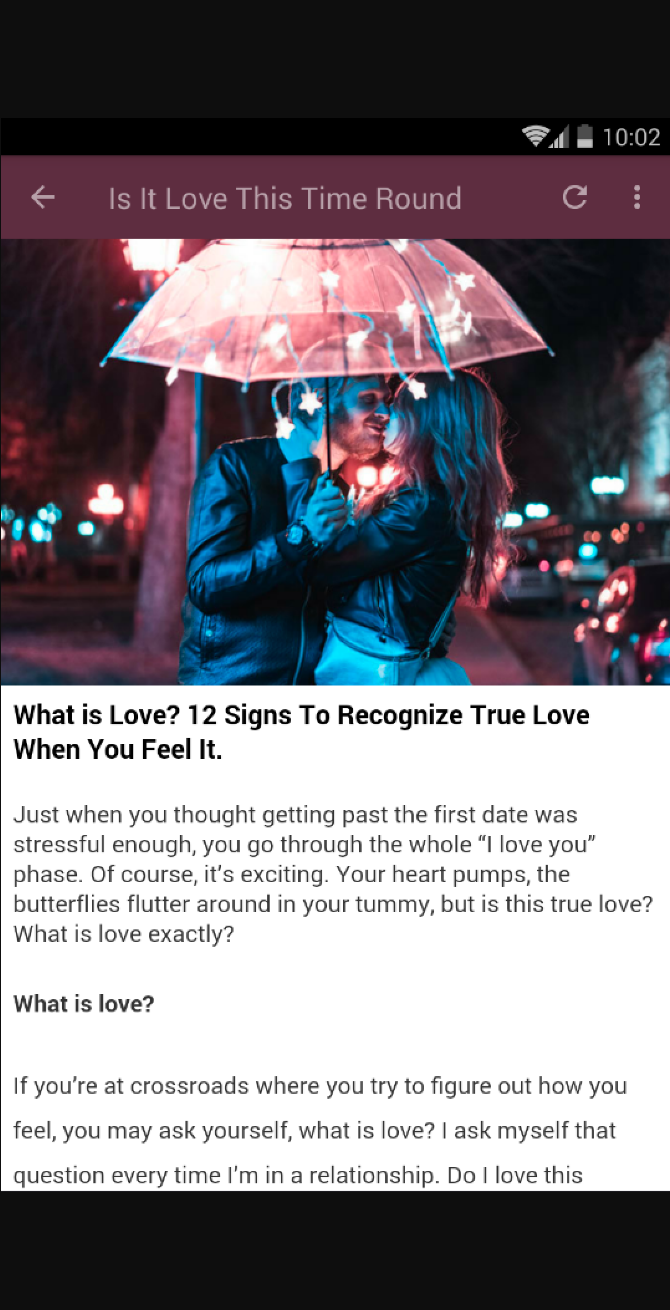 10:02
Is It Love This Time Round
What is Love? 12 Signs To Recognize True Love
When You Feel It.
Just when you thought getting past the first date was
stressful enough, you go through the whole “I love you”
phase. Of course, it’s exciting. Your heart pumps, the
butterflies flutter around in your tummy, but is this true love?
What is love exactly?
What is love?
If you’re at crossroads where you try to figure out how you
feel, you may ask yourself, what is love? I ask myself that
question every time I’m in a relationship. Do I love this